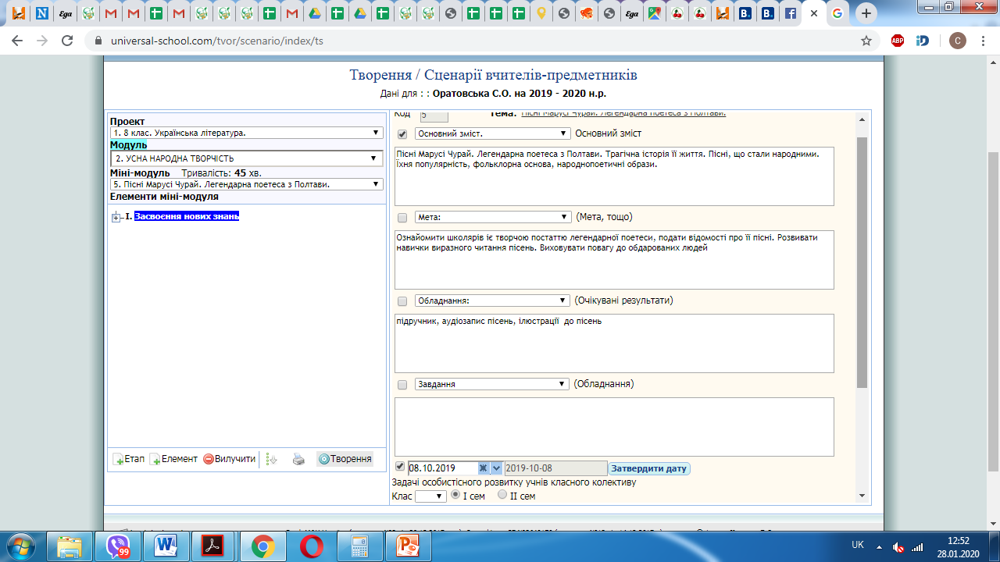 universal-school.com/tvor/scenario/index/ts
ABP
C
Творення / Сценарії вчителів-предметників
Дані для : : Оратовська С.О. на 2019 - 2020 н.р.
Проект
1. 8 клас. Українська література.
Модуль
2. УСНА НАРОДНА ТВОРЧІСТЬ
Міні-модуль Тривалість: 45 хв.
5. Пісні Марусі Чурай. Легендарна поетеса з Полтави.
Елементи міні-модуля
I. Засвоєння нових знань
Етап Елемент Вилучити Творення
Код 5 Тема: Пісні Марусі Чурай. Легендарна поетеса з Полтави.
Основний зміст. Основний зміст
Пісні Марусі Чурай. Легендарна поетеса з Полтави. Трагічна історія її життя. Пісні, що стали народними.
Їхня популярність, фольклорна основа, народнопоетичні образи.
Мета: (Мета, тощо)
Ознайомити школярів іє творчою постаттю легендарної поетеси, подати відомості про її пісні. Розвивати
навички виразного читання пісень. Виховувати повагу до обдарованих людей
Обладнання: (Очікувані результати)
підручник, аудіозапис пісень, ілюстрації до пісень
Завдання (Обладнання)
08.10.2019 2019-10-08 Затвердити дату
Задачі особистісного розвитку учнів класного колективу
Клас I сем II сем
99
UK
12:52
28.01.2020